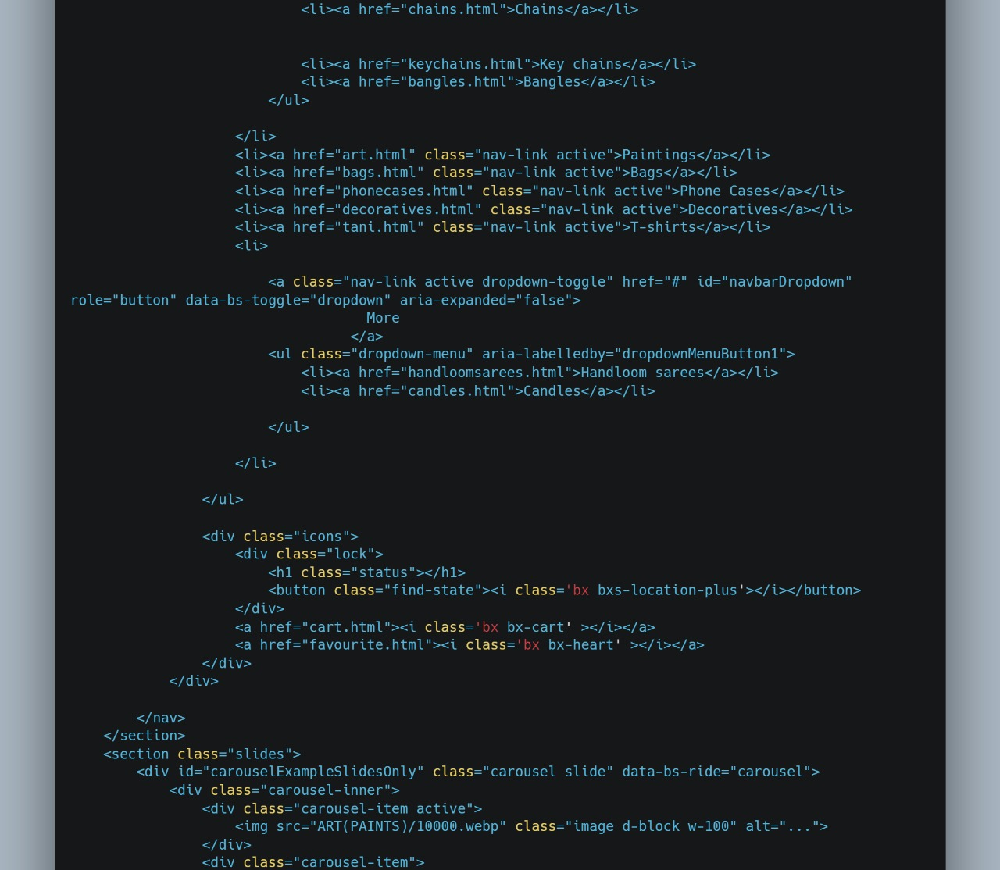 <li><a href="chains.html">Chains</a></li>
<li><a href="keychains.html">Key chains</a></li>
<li><a href="bangles.html">Bangles</a></li>
</ul>
</li>
<li><a href="art.html" class="nav-link active">Paintings</a></li>
<li><a href="bags.html" class="nav-link active">Bags</a></li>
<li><a href="phonecases.html" class="nav-link active">Phone Cases</a></li>
<li><a href="decoratives.html" class="nav-link active">Decoratives</a></li>
<li><a href="tani.html" class="nav-link active">T-shirts</a></li>
<li>
<a class="nav-link active dropdown-toggle" href="#" id="navbarDropdown"
role="button" data-bs-toggle="dropdown" aria-expanded="false">
More
</a>
<ul class="dropdown-menu" aria-labelledby="dropdownMenuButton1">
<li><a href="handloomsarees.html">Handloom sarees</a></li>
<li><a href="candles.html">Candles</a></li>
</ul>
</li>
</ul>
<div class="icons">
<div class="lock">
<h1 class="status"></h1>
<button class="find-state"><i class='bx bxs-location-plus'></i></button>
</div>
<a href="cart.html"><i class='bx bx-cart' ></i></a>
<a href="favourite.html"><i class='bx bx-heart' ></i></a>
</div>
</div>
</nav>
</section>
<section class="slides">
<div id="carouselExampleSlidesOnly" class="carousel slide" data-bs-ride="carousel">
<div class="carousel-inner">
<div class="carousel-item active">
<img src="ART(PAINTS)/10000.webp" class="image d-block w-100" alt="...">
</div>
<div class="carousel-item">